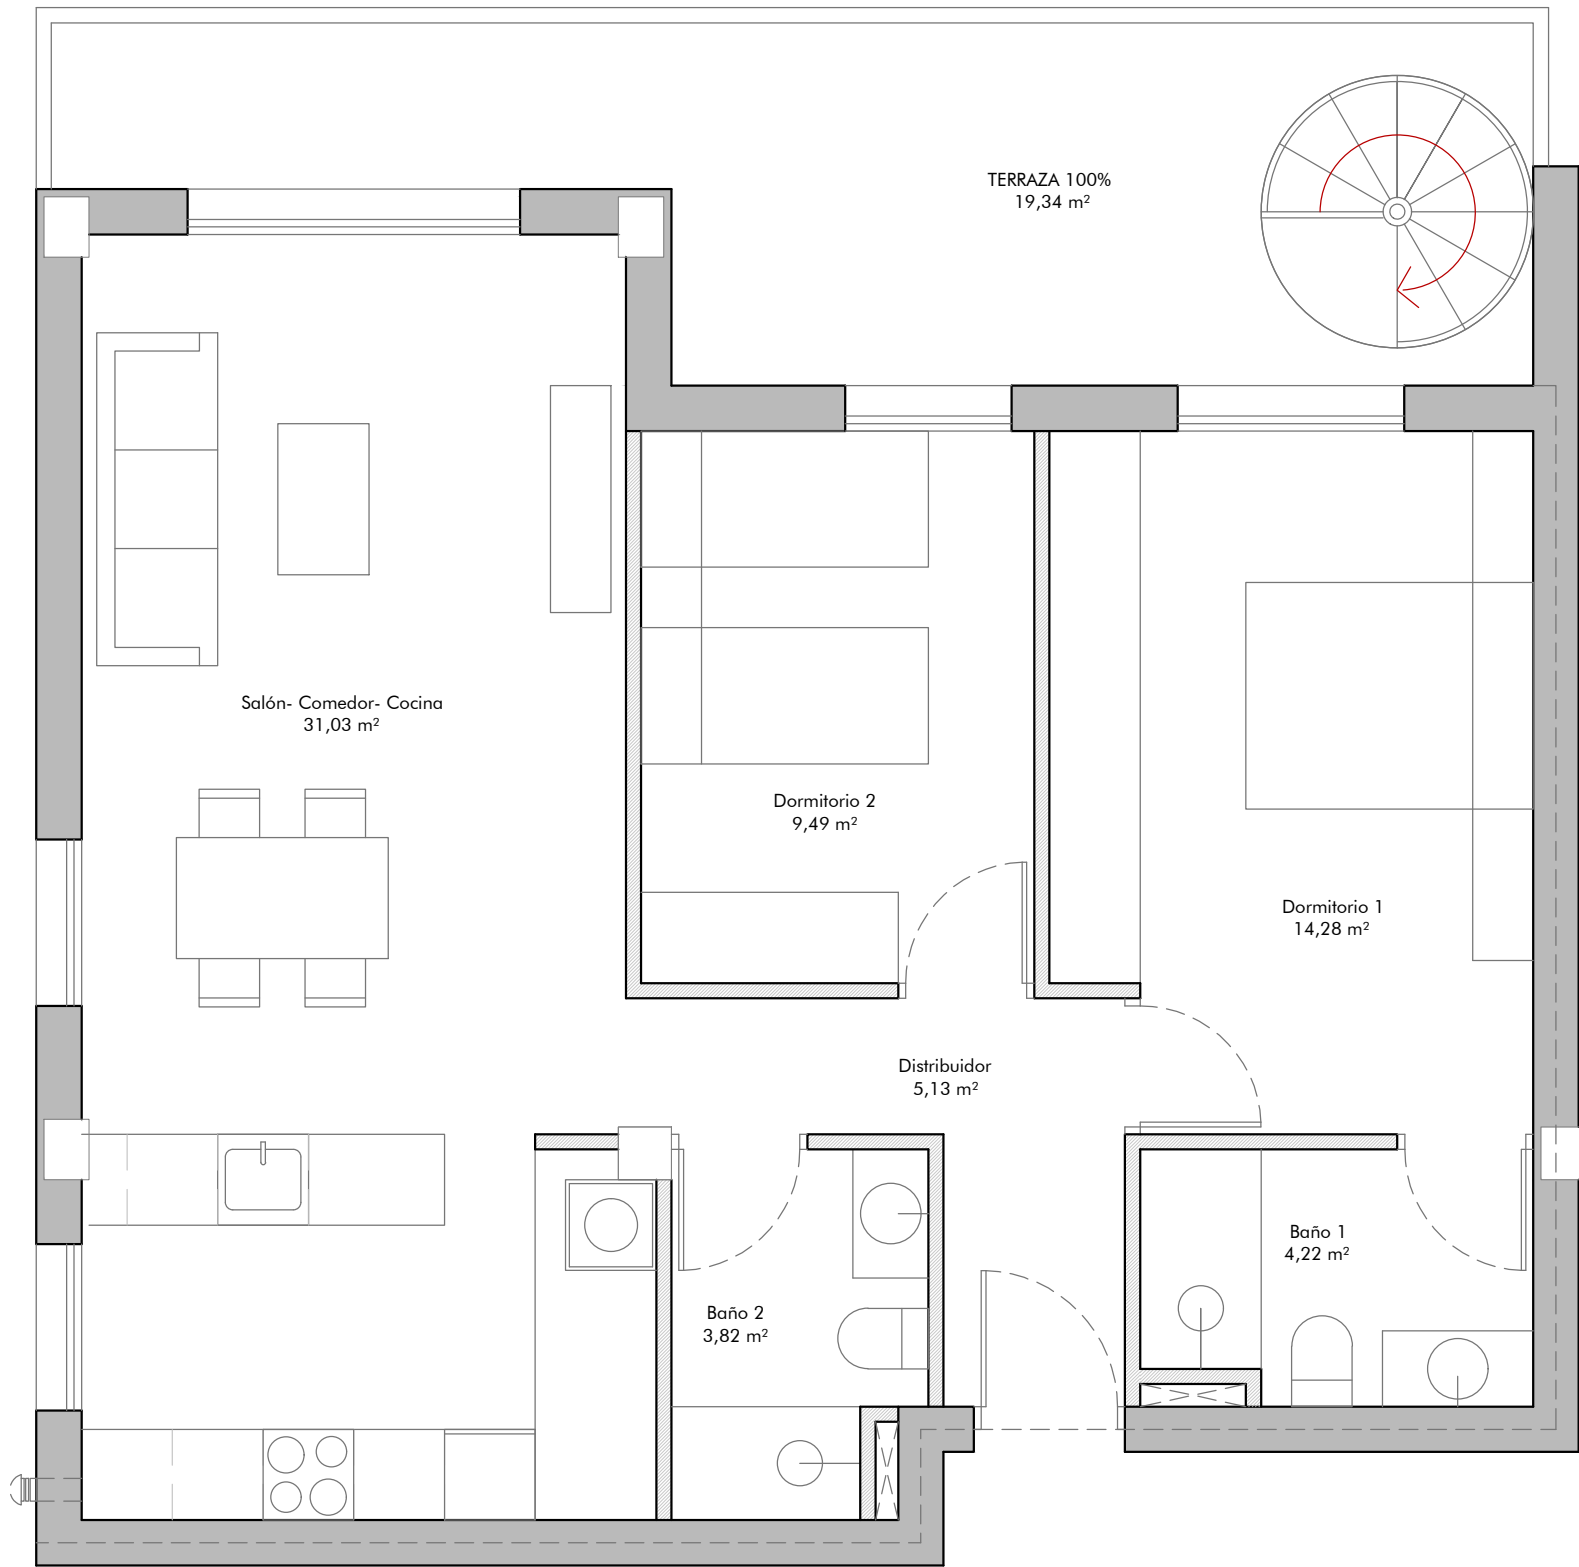 TERRAZA 100%
19,34 m²
Salón- Comedor- Cocina
31,03 m²
Dormitorio 2
9,49 m²
Dormitorio 1
14,28 m²
Distribuidor
5,13 m²
Baño 1
4,22 m²
Baño 2
3,82 m²